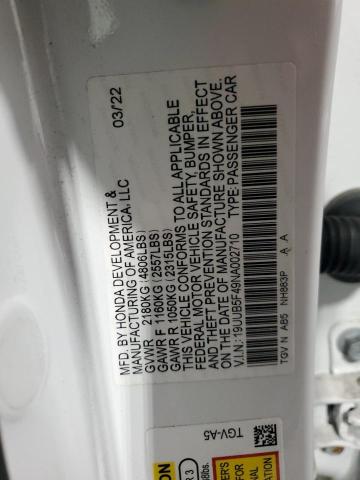 MFD. BY HONDA DEVELOPMENT &
MANUFACTURING OF AMERICA, LLC
03/22
GVWR 2180KG (4806LBS)
GAWR F 1160KG (2557LBS)
GAWR R 1050KG (2315LBS)
THIS VEHICLE CONFORMS TO ALL APPLICABLE
FEDERAL MOTOR VEHICLE SAFETY, BUMPER,
THEFT PREVENTION STANDARDS IN EFFECT
ON THE DATE OF MANUFACTURE SHOWN ABOVE.
V.I.N.: 19UUB5F49NA002710
TYPE: PASSENGER CAR
TGV N AB5 NH883P A A
TGV-A5